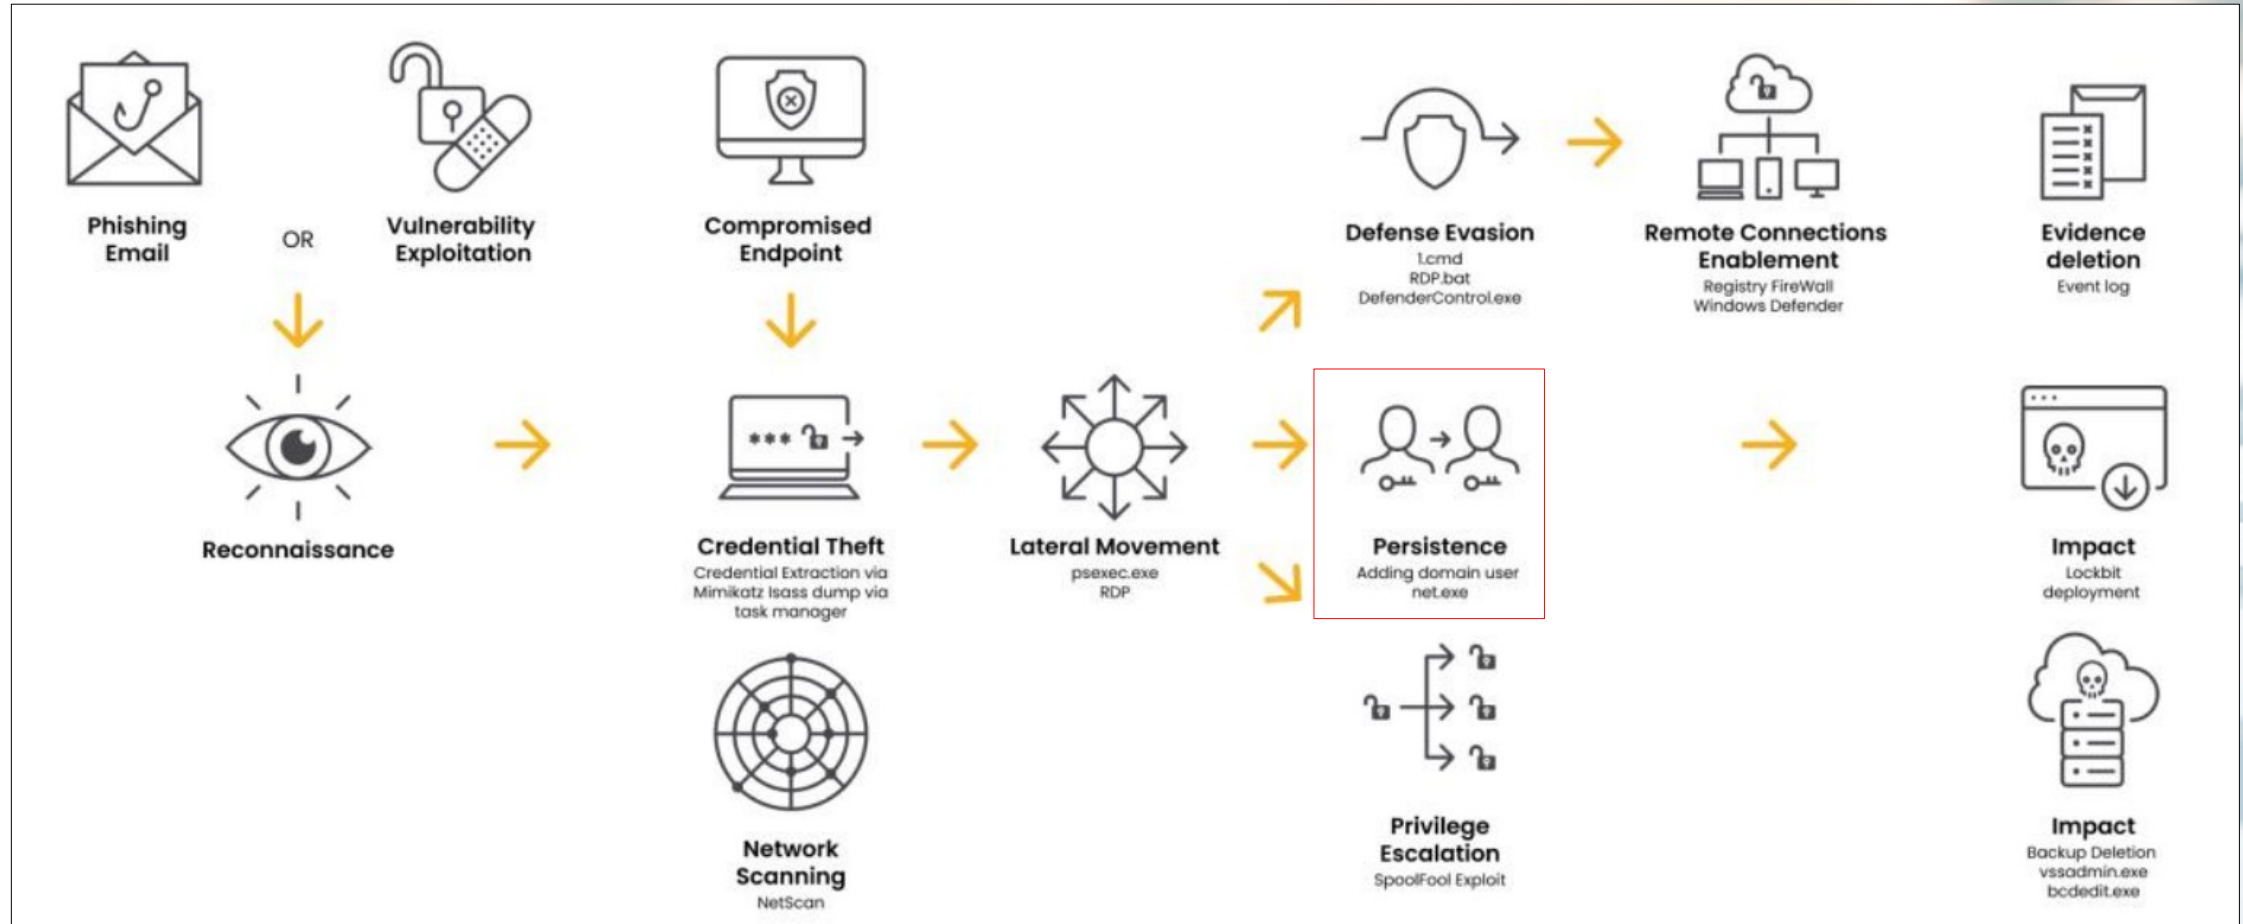 Phishing
Email
OR
Vulnerability
Exploitation
Compromised
Endpoint
Defense Evasion
1.cmd
RDP.bat
DefenderControl.exe
Remote Connections
Enablement
Registry FireWall
Windows Defender
Evidence
deletion
Event log
Reconnaissance
***
Credential Theft
Credential Extraction via
Mimikatz lsass dump via
task manager
Lateral Movement
psexec.exe
RDP
Persistence
Adding domain user
net.exe
Impact
Lockbit
deployment
Network
Scanning
NetScan
Privilege
Escalation
SpoolFool Exploit
Impact
Backup Deletion
vssadmin.exe
bcdedit.exe